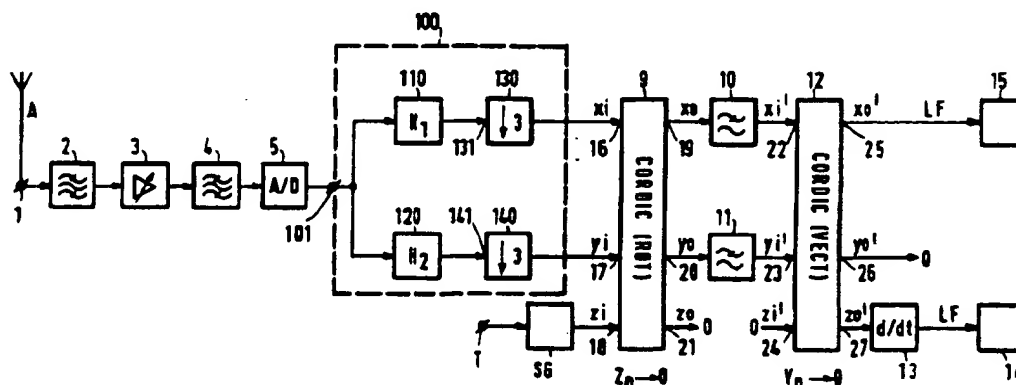 100
110
130
9
10
12
15
A
2
3
4
5
H1
↓ 3
xi
xo
xi'
xo'
LF
131
16
19
22
25
A/D
CORDIC (ROT)
CORDIC (VECT)
1
101
120
141
140
11
H2
↓ 3
yi
yo
yi'
yo'
0
17
20
23
26
zi
zo
0
0
zi'
zo'
d/dt
LF
T
SG
18
21
24
27
13
Zn → 0
Yn → 0